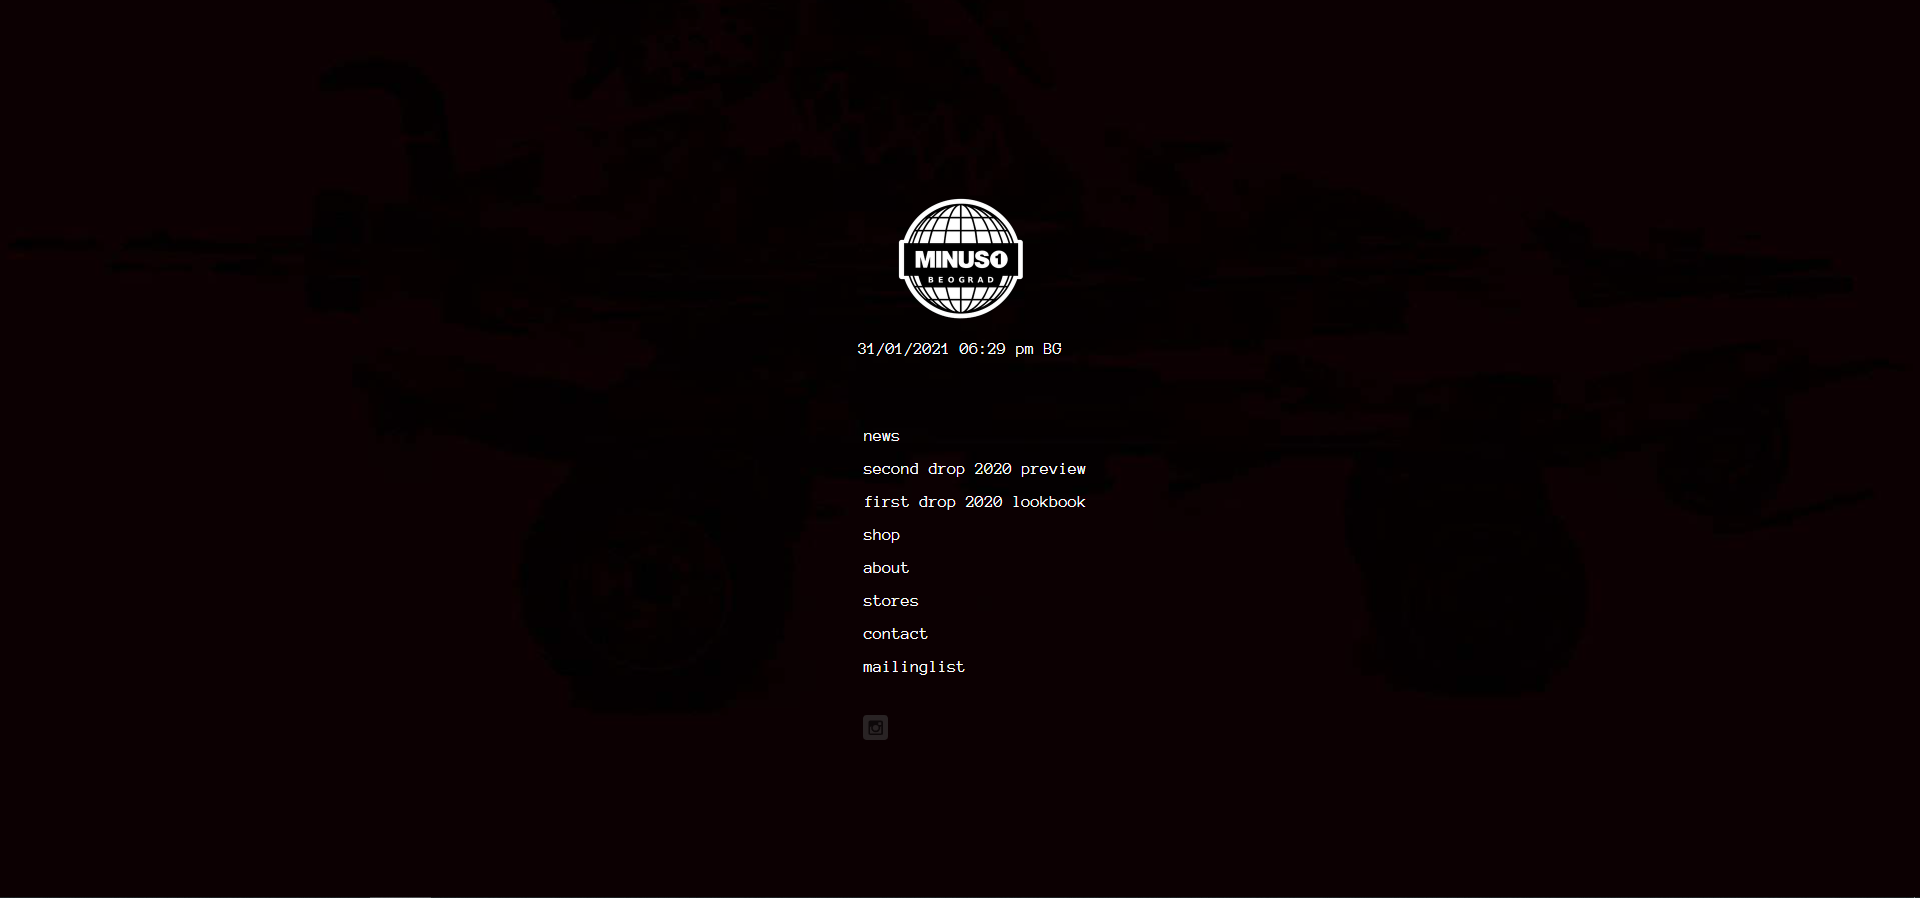 MINUS1
BEOGRAD
31/01/2021 06:29 pm BG
news
second drop 2020 preview
first drop 2020 lookbook
shop
about
stores
contact
mailinglist